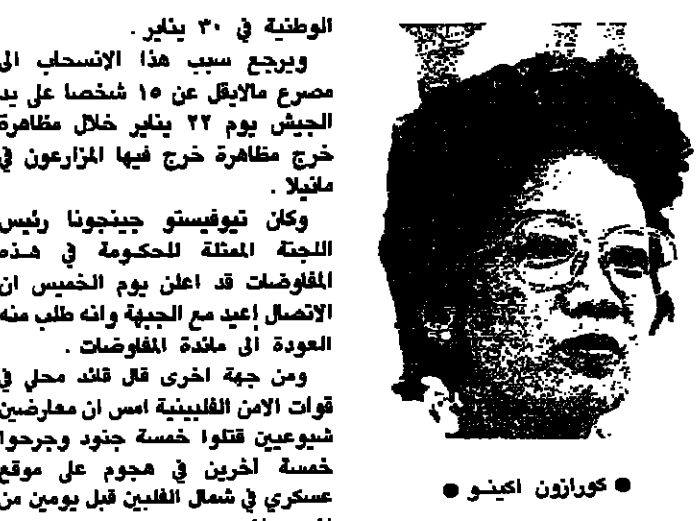 الوطنية في ٣٠ يناير .
ويرجع سبب هذا الإنسحاب الى
مصرع مالايقل عن ١٥ شخصا على يد
الجيش يوم ٢٢ يناير خلال مظاهرة
خرج مظاهرة خرج فيها المزارعون في
مانيلا .
وكان تيوفيستو جينجونا رئيس
اللجنة الممثلة للحكومة في هذه
المفاوضات قد اعلن يوم الخميس ان
الاتصال إعيد مع الجبهة وانه طلب منه
العودة الى مائدة المفاوضات .
ومن جهة اخرى قال قائد محلي في
قوات الامن الفلبينية امس ان معارضين
شيوعيين قتلوا خمسة جنود وجرحوا
خمسة آخرين في هجوم على موقع
عسكري في شمال الفلبين قبل يومين من
● كورازون اكينو ●